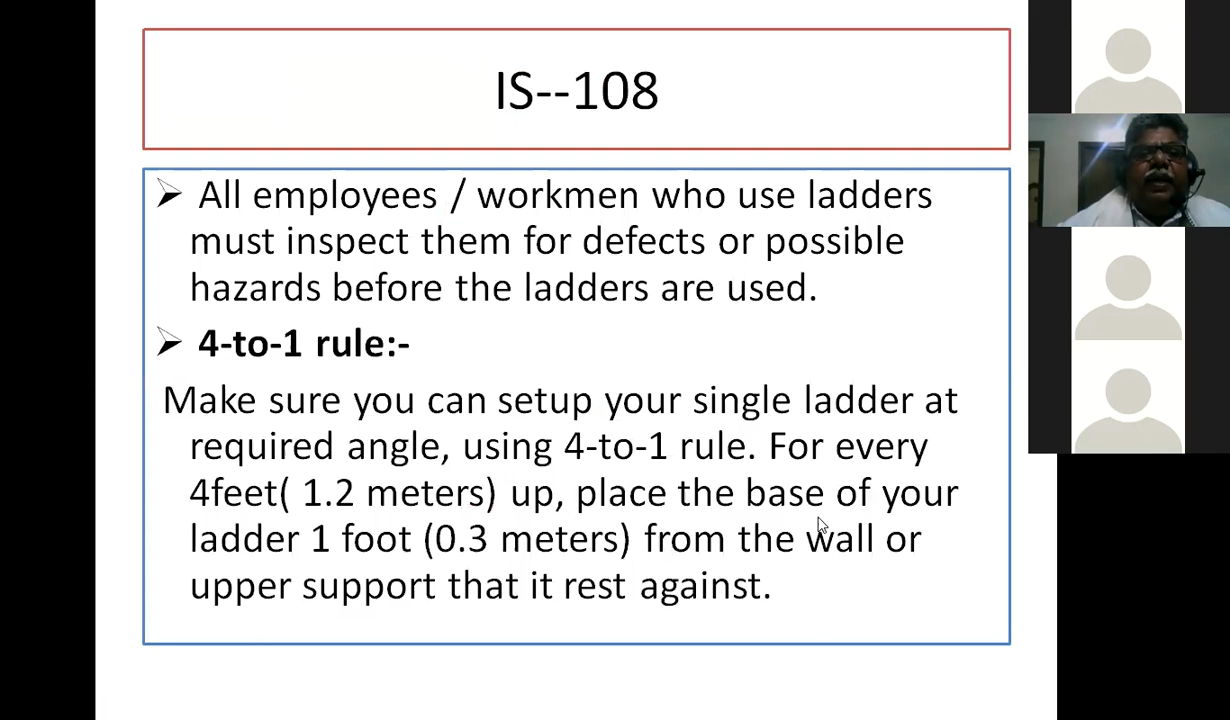 IS--108
All employees / workmen who use ladders
must inspect them for defects or possible
hazards before the ladders are used.
4-to-1 rule:-
Make sure you can setup your single ladder at
required angle, using 4-to-1 rule. For every
4feet( 1.2 meters) up, place the base of your
ladder 1 foot (0.3 meters) from the wall or
upper support that it rest against.